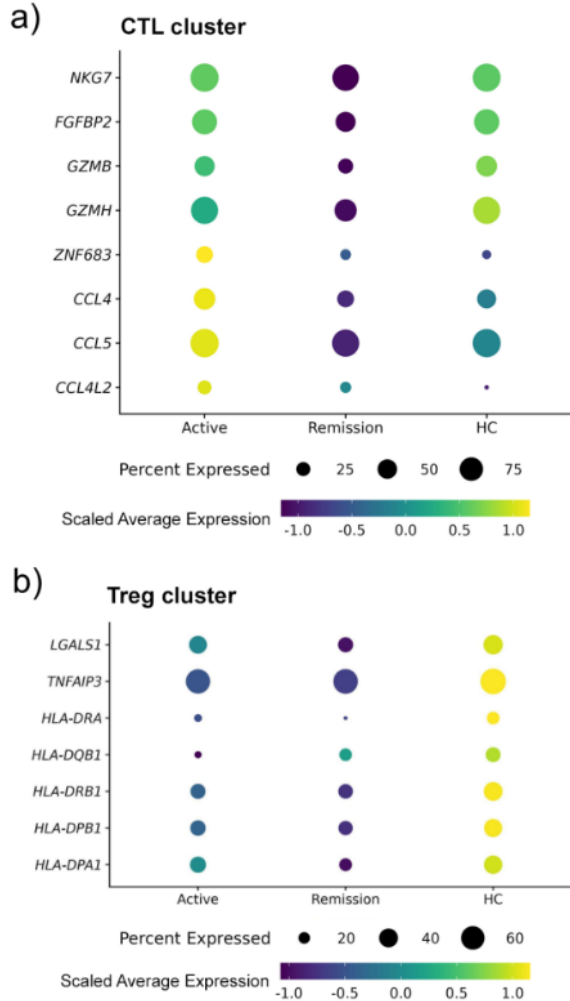 a)
CTL cluster
NKG7
FGFBP2
GZMB
GZMH
ZNF683
CCL4
CCL5
CCL4L2
Active Remission HC
Percent Expressed 25 50 75
Scaled Average Expression
-1.0 -0.5 0.0 0.5 1.0
b)
Treg cluster
LGALS1
TNFAIP3
HLA-DRA
HLA-DQB1
HLA-DRB1
HLA-DPB1
HLA-DPA1
Active Remission HC
Percent Expressed 20 40 60
Scaled Average Expression
-1.0 -0.5 0.0 0.5 1.0